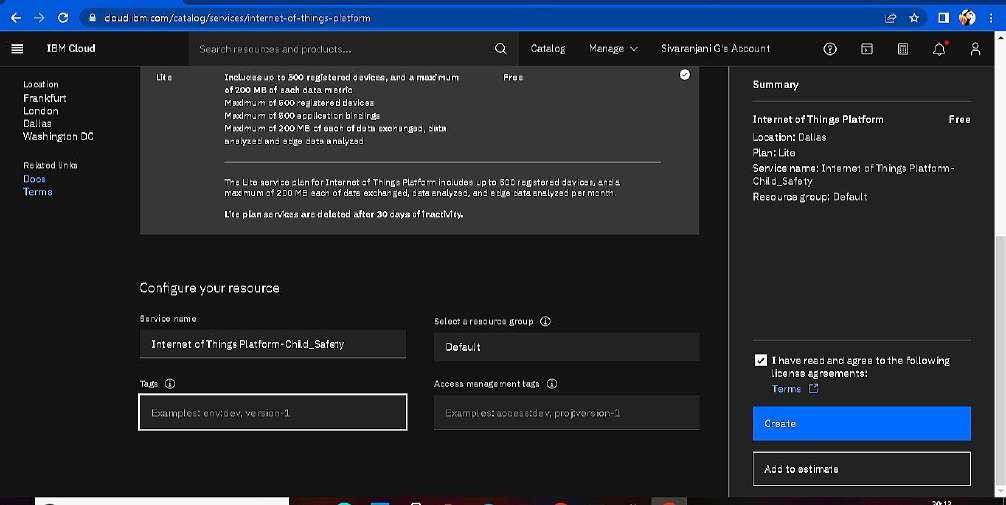 cloud.ibm.com/catalog/services/internet-of-things-platform
IBM Cloud
Search resources and products...
Catalog
Manage
Sivaranjani G's Account
Location
Frankfurt
London
Dallas
Washington DC
Related links
Docs
Terms
Lite
Includes up to 500 registered devices, and a maximum
of 200 MB of each data metric
Maximum of 500 registered devices
Maximum of 500 application bindings
Maximum of 200 MB of each of data exchanged, data
analyzed and edge data analyzed
Free
The Lite service plan for Internet of Things Platform includes up to 500 registered devices, and a
maximum of 200 MB each of data exchanged, data analyzed, and edge data analyzed per month.
Lite plan services are deleted after 30 days of inactivity.
Configure your resource
Service name
Internet of Things Platform-Child_Safety
Select a resource group
Default
Tags
Examples: env:dev, version-1
Access management tags
Examples: access:dev, proj:version-1
Summary
Internet of Things Platform Free
Location: Dallas
Plan: Lite
Service name: Internet of Things Platform-
Child_Safety
Resource group: Default
I have read and agree to the following
license agreements:
Terms
Create
Add to estimate